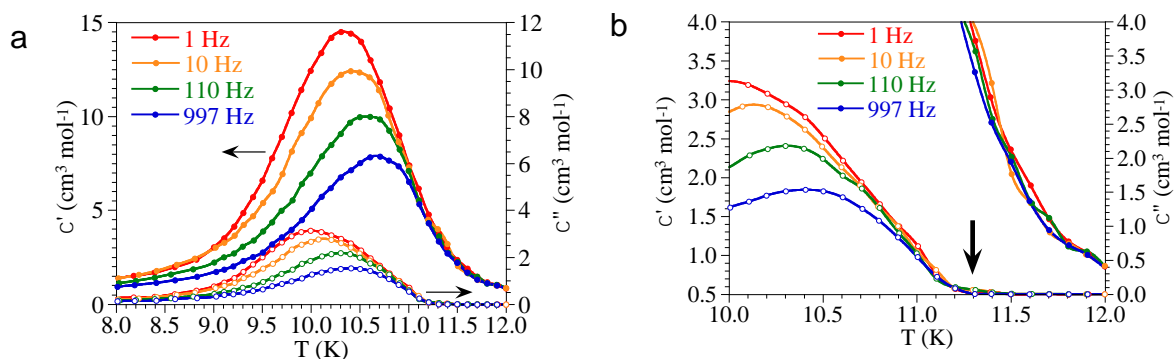 a
15
10
5
0
C' (cm³ mol⁻¹)
1 Hz
10 Hz
110 Hz
997 Hz
12
10
8
6
4
2
0
C" (cm³ mol⁻¹)
8.0 8.5 9.0 9.5 10.0 10.5 11.0 11.5 12.0
T (K)
b
4.0
3.5
3.0
2.5
2.0
1.5
1.0
0.5
C' (cm³ mol⁻¹)
1 Hz
10 Hz
110 Hz
997 Hz
4.0
3.5
3.0
2.5
2.0
1.5
1.0
0.5
0.0
C" (cm³ mol⁻¹)
10.0 10.5 11.0 11.5 12.0
T (K)